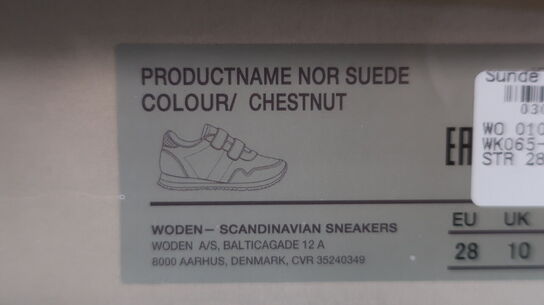 PRODUCTNAME NOR SUEDE
COLOUR/ CHESTNUT
Sunde
WO 010
WK065-
STR 28
WODEN– SCANDINAVIAN SNEAKERS
WODEN A/S, BALTICAGADE 12 A
8000 AARHUS, DENMARK, CVR 35240349
EU UK
28 10